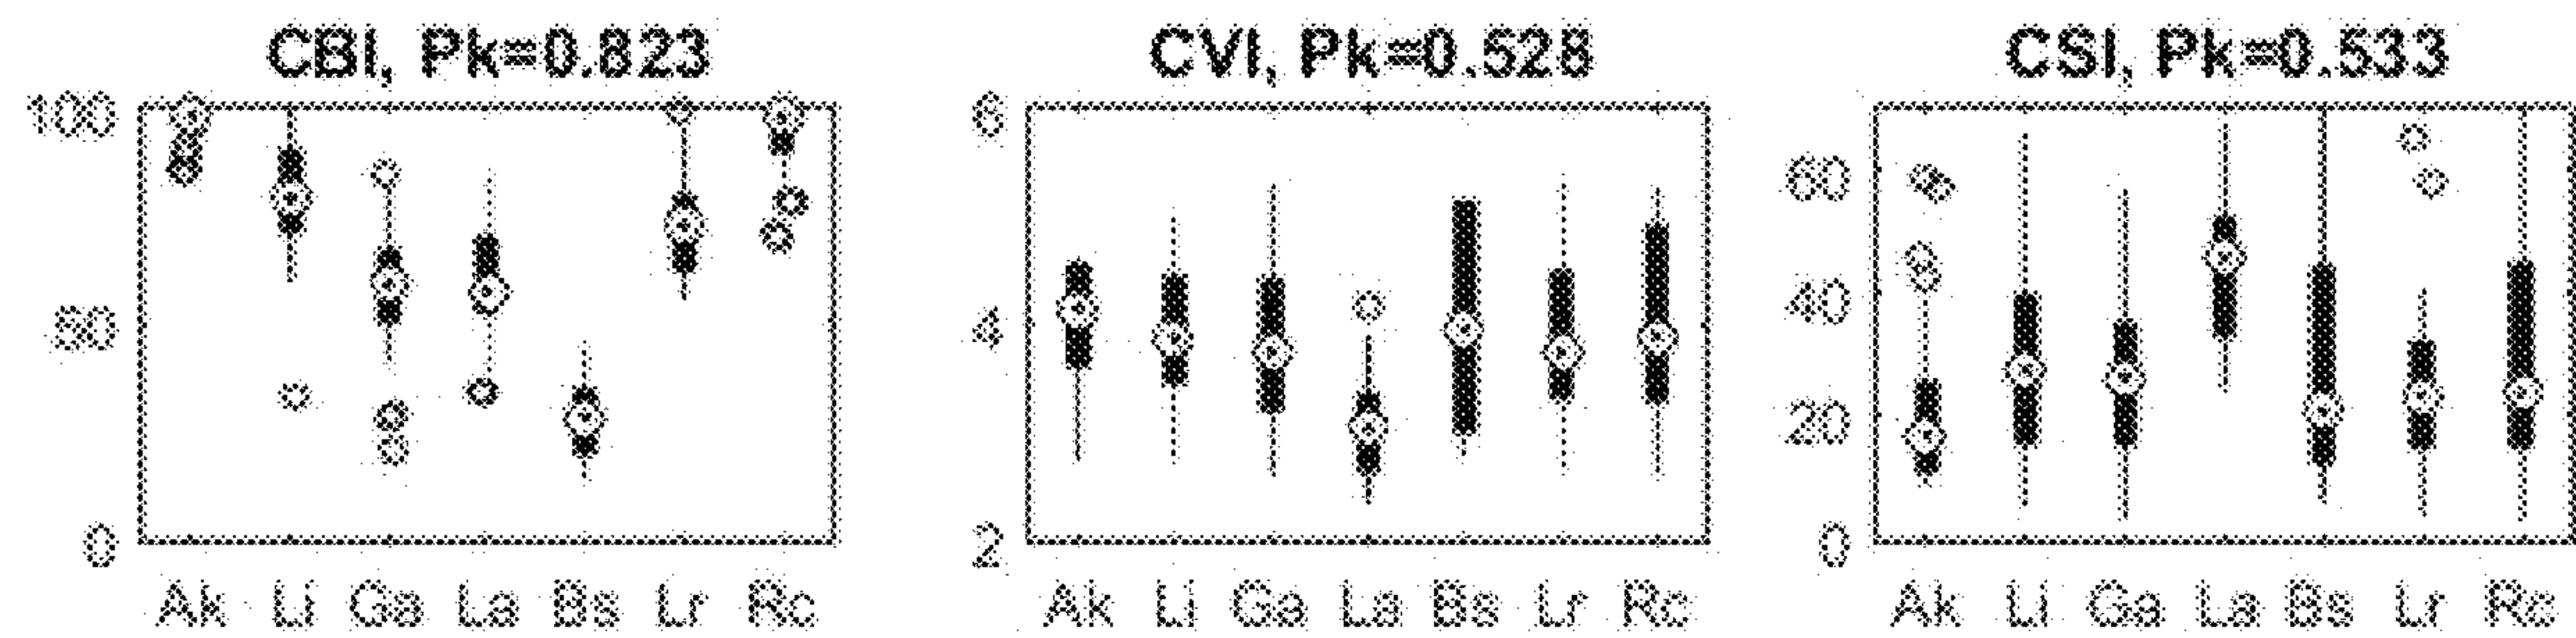 CBI, Pk=0.823
100
50
0
Ak Li Ga La Bs Lr Rc
CVI, Pk=0.528
6
4
2
Ak Li Ga La Bs Lr Rc
CSI, Pk=0.533
60
40
20
0
Ak Li Ga La Bs Lr Rc